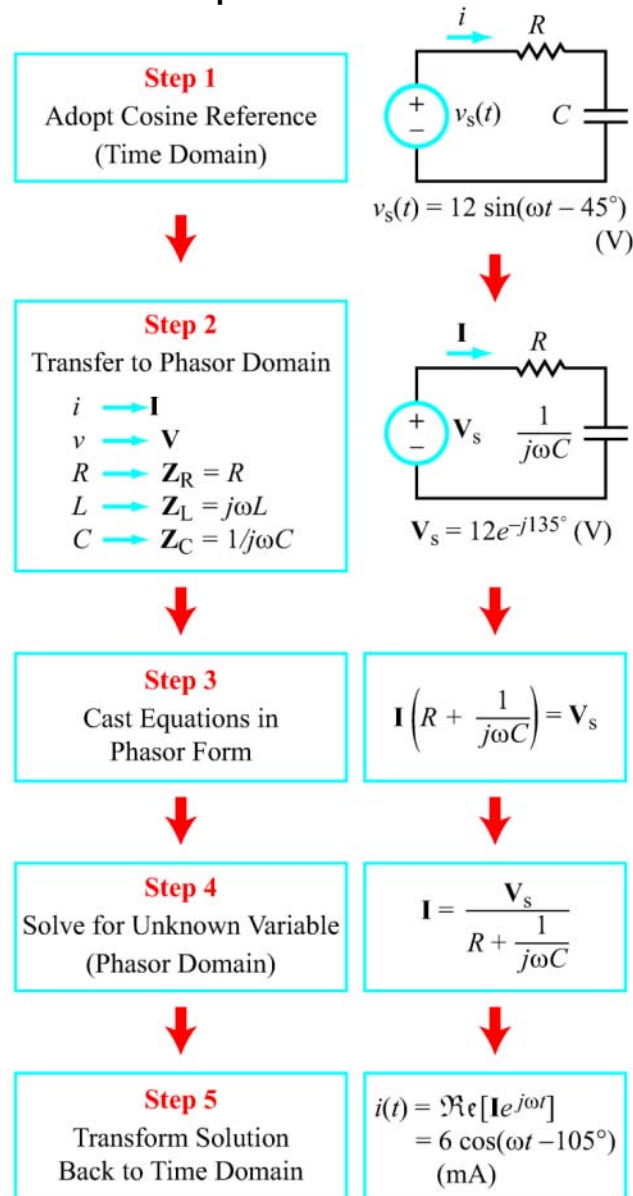 Step 1
Adopt Cosine Reference
(Time Domain)
i
R
+
−
vs(t)
C
vs(t) = 12 sin(ωt – 45°)
(V)
Step 2
Transfer to Phasor Domain
i I
v V
R ZR = R
L ZL = jωL
C ZC = 1/jωC
I
R
+
−
Vs
1
jωC
Vs = 12e–j135° (V)
Step 3
Cast Equations in
Phasor Form
I(R + 1/jωC) = Vs
Step 4
Solve for Unknown Variable
(Phasor Domain)
I = Vs
R + 1
jωC
Step 5
Transform Solution
Back to Time Domain
i(t) = ℜe[Iejωt]
= 6 cos(ωt –105°)
(mA)